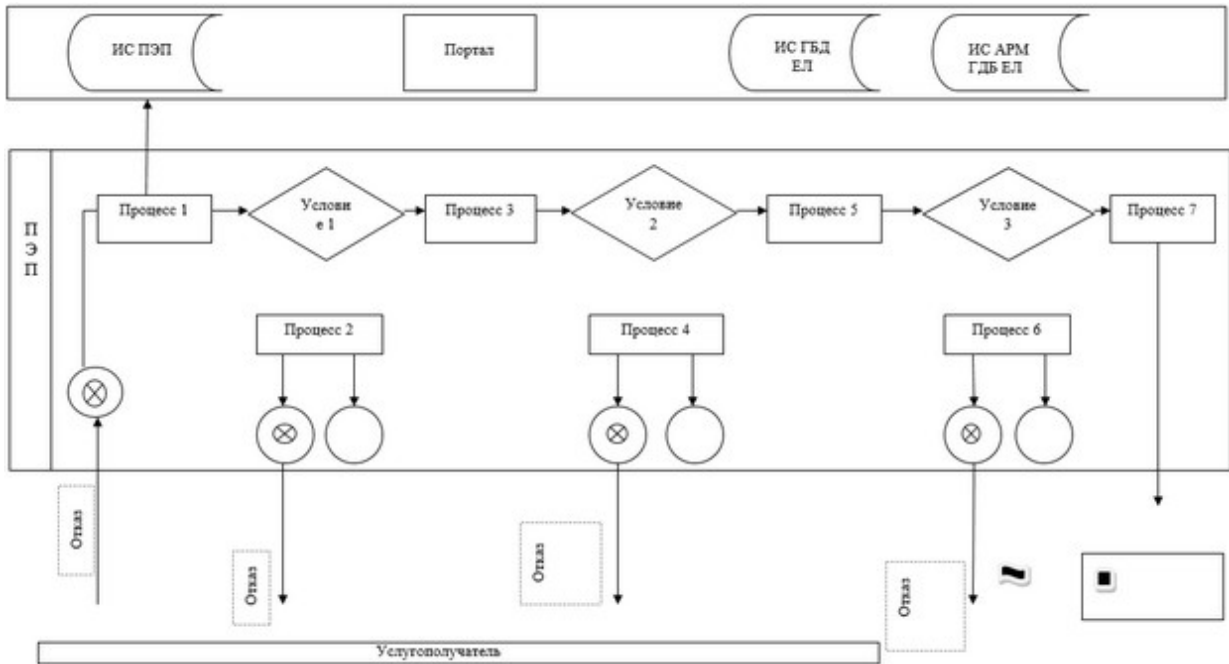 ИС ПЭП
Портал
ИС ГБД
ЕЛ
ИС АРМ
ГДБ ЕЛ
ПЭП
Процесс 1
Услови
е 1
Процесс 3
Условие
2
Процесс 5
Условие
3
Процесс 7
Процесс 2
Процесс 4
Процесс 6
Отказ
Отказ
Отказ
Отказ
Услугополучатель